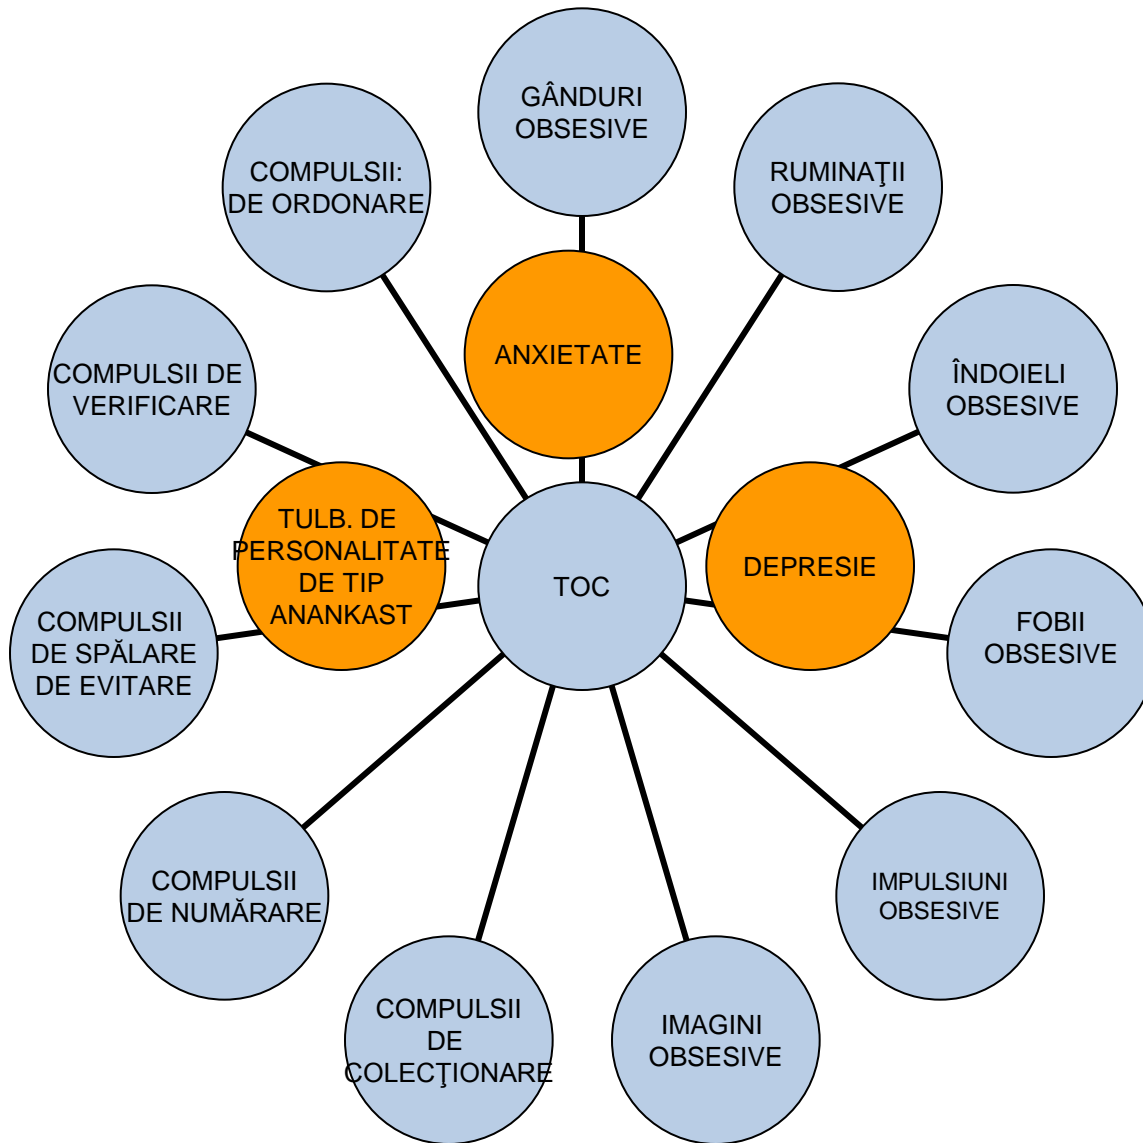 GÂNDURI
OBSESIVE
COMPULSII:
DE ORDONARE
RUMINAŢII
OBSESIVE
ANXIETATE
COMPULSII DE
VERIFICARE
ÎNDOIELI
OBSESIVE
TULB. DE
PERSONALITATE
DE TIP
ANANKAST
TOC
DEPRESIE
COMPULSII
DE SPĂLARE
DE EVITARE
FOBII
OBSESIVE
COMPULSII
DE NUMĂRARE
IMPULSIUNI
OBSESIVE
COMPULSII
DE
COLECŢIONARE
IMAGINI
OBSESIVE